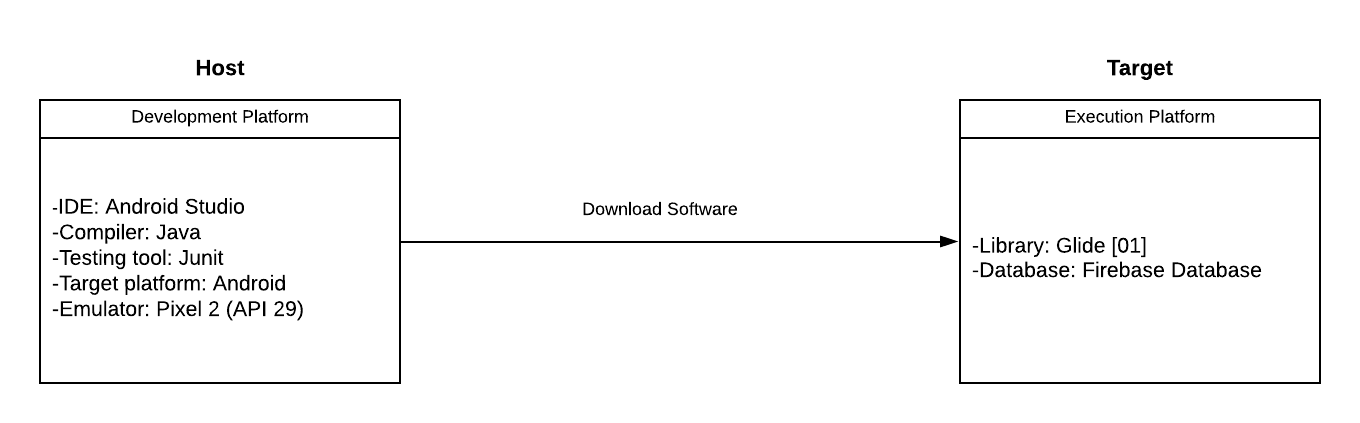 Host
Target
Development Platform
Execution Platform
-IDE: Android Studio
-Compiler: Java
-Testing tool: Junit
-Target platform: Android
-Emulator: Pixel 2 (API 29)
Download Software
-Library: Glide [01]
-Database: Firebase Database